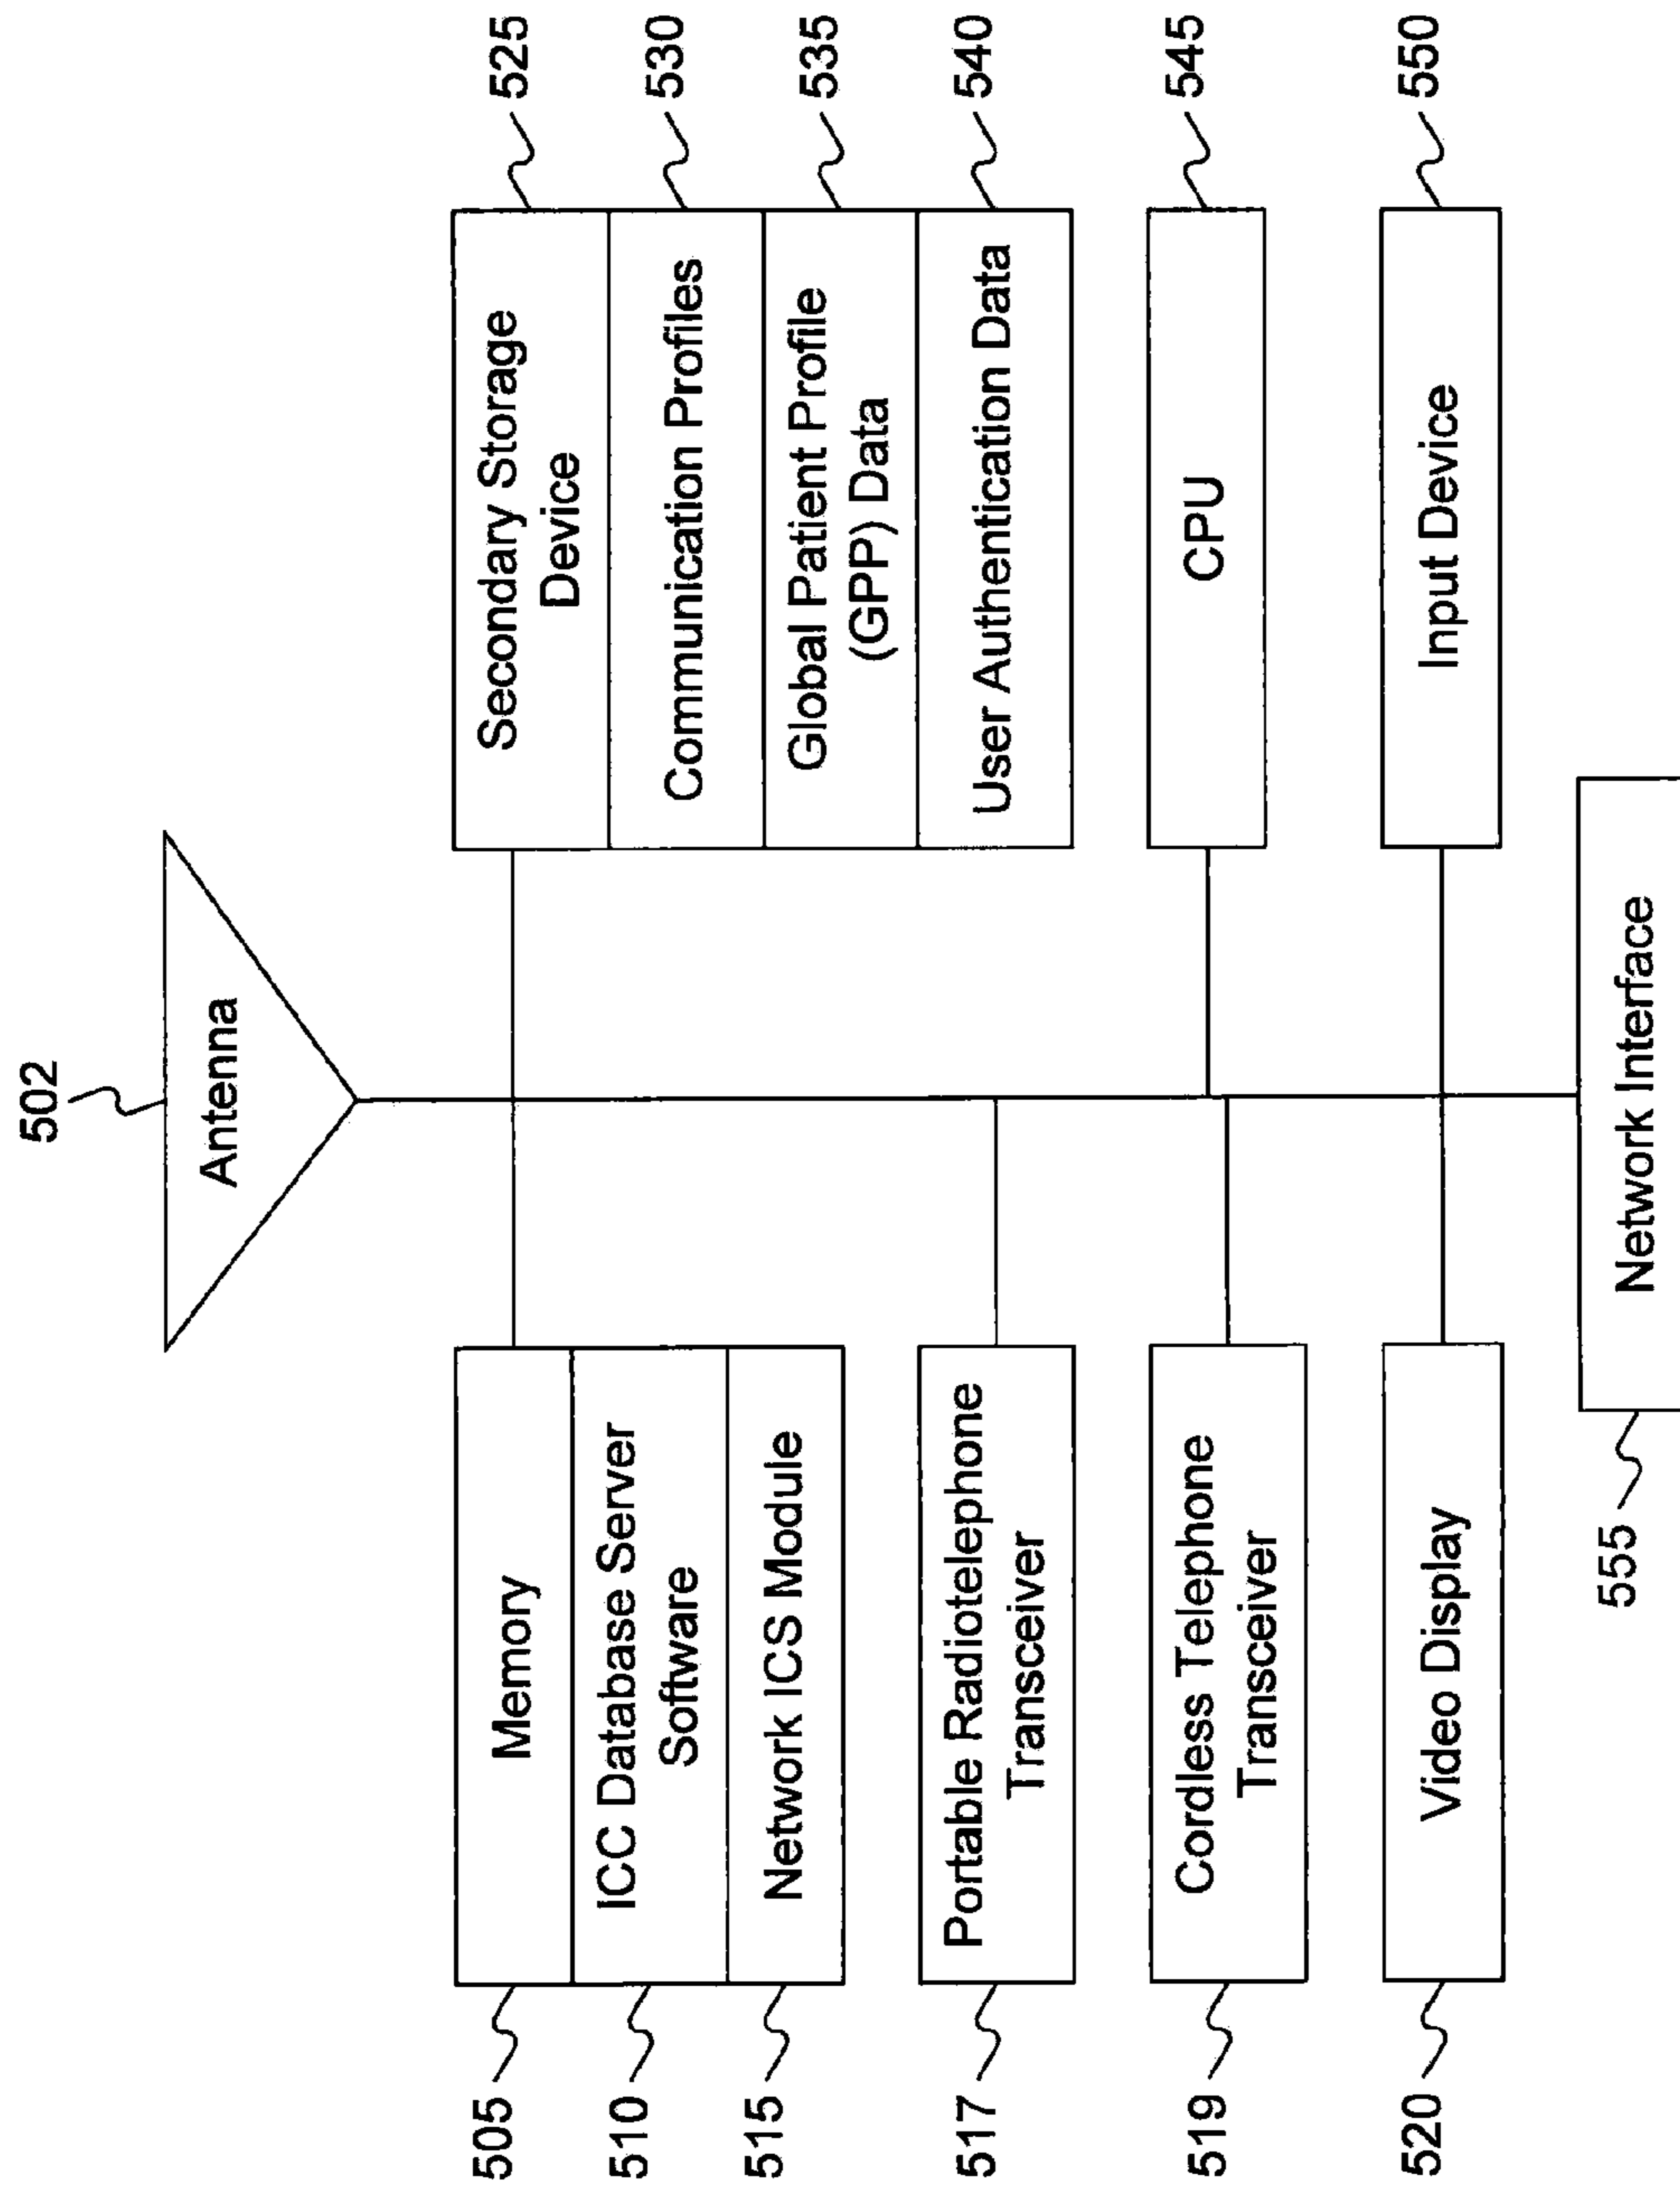 502
Antenna
505
Memory
510
ICC Database Server
Software
515
Network ICS Module
517
Portable Radiotelephone
Transceiver
519
Cordless Telephone
Transceiver
520
Video Display
Secondary Storage
Device
525
Communication Profiles
530
Global Patient Profile
(GPP) Data
535
User Authentication Data
540
CPU
545
Input Device
550
Network Interface
555